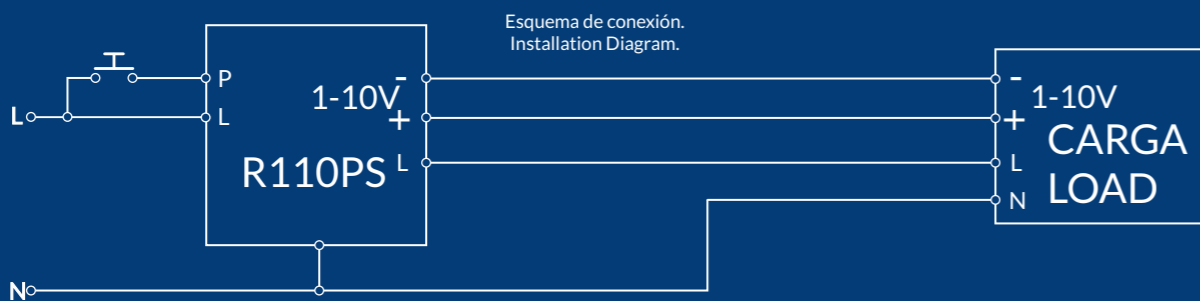 Esquema de conexión.
Installation Diagram.
P
L
L
1-10V
-
+
R110PS
L
-
1-10V
+
CARGA
L
LOAD
N
N